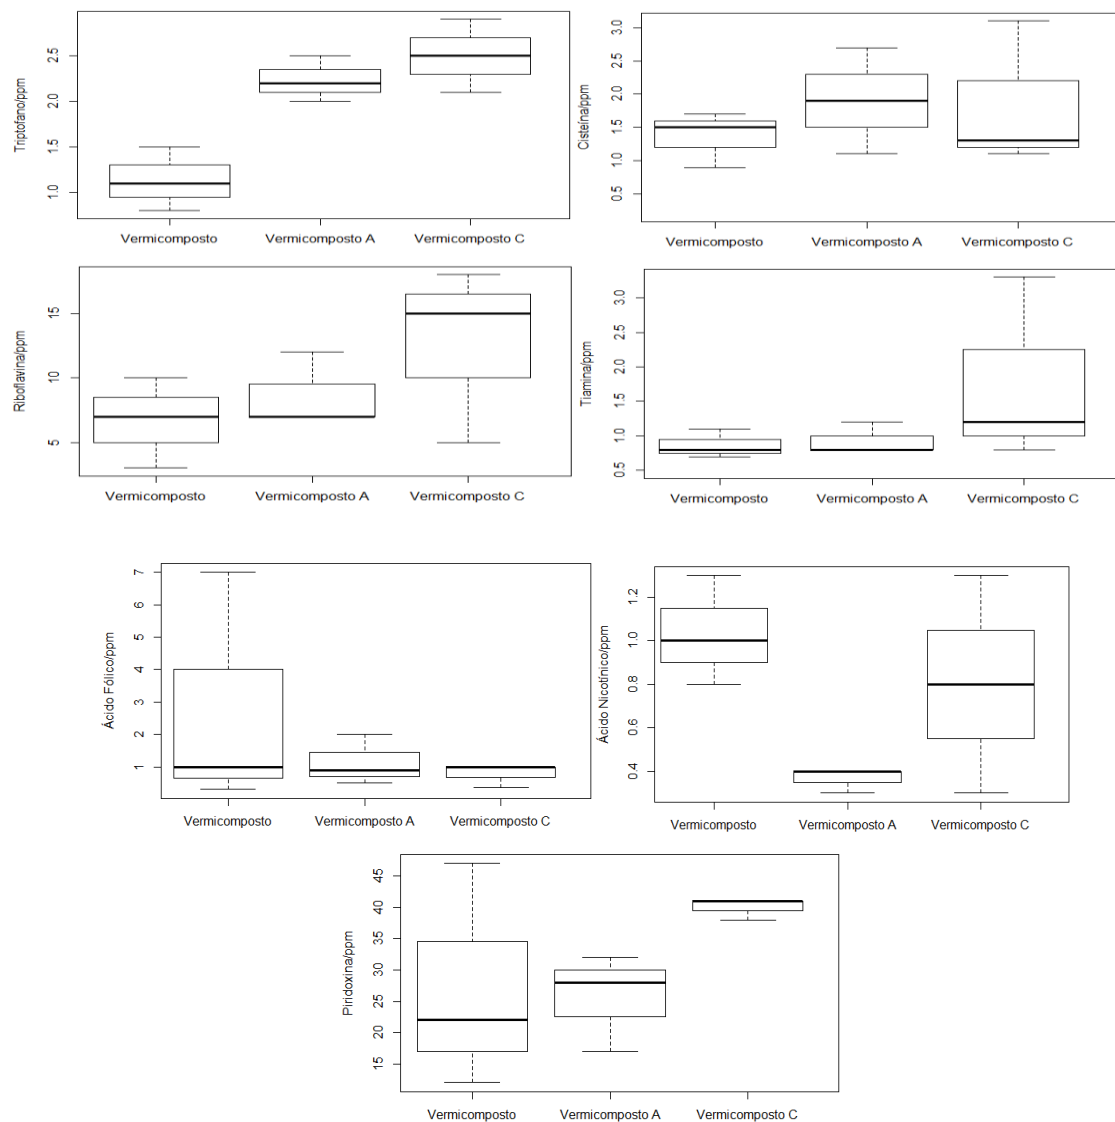 Triptofano/ppm
2.5
2.0
1.5
1.0
Vermicomposto Vermicomposto A Vermicomposto C
Cisteína/ppm
3.0
2.5
2.0
1.5
1.0
0.5
Vermicomposto Vermicomposto A Vermicomposto C
Riboflavina/ppm
15
10
5
Vermicomposto Vermicomposto A Vermicomposto C
Tiamina/ppm
3.0
2.5
2.0
1.5
1.0
0.5
Vermicomposto Vermicomposto A Vermicomposto C
Ácido Fólico/ppm
7
6
5
4
3
2
1
Vermicomposto Vermicomposto A Vermicomposto C
Ácido Nicotínico/ppm
1.2
1.0
0.8
0.6
0.4
Vermicomposto Vermicomposto A Vermicomposto C
Piridoxina/ppm
45
40
35
30
25
20
15
Vermicomposto Vermicomposto A Vermicomposto C